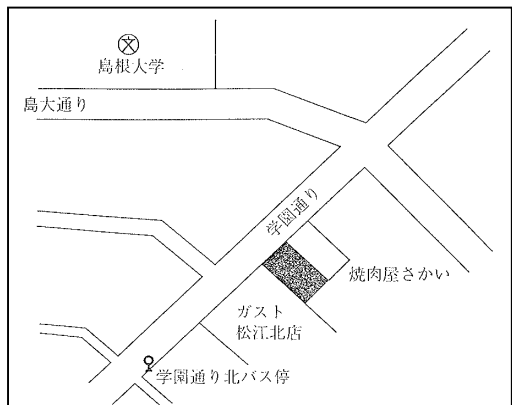 文
島根大学
島大通り
学園通り
焼肉屋さかい
ガスト
松江北店
学園通り北バス停